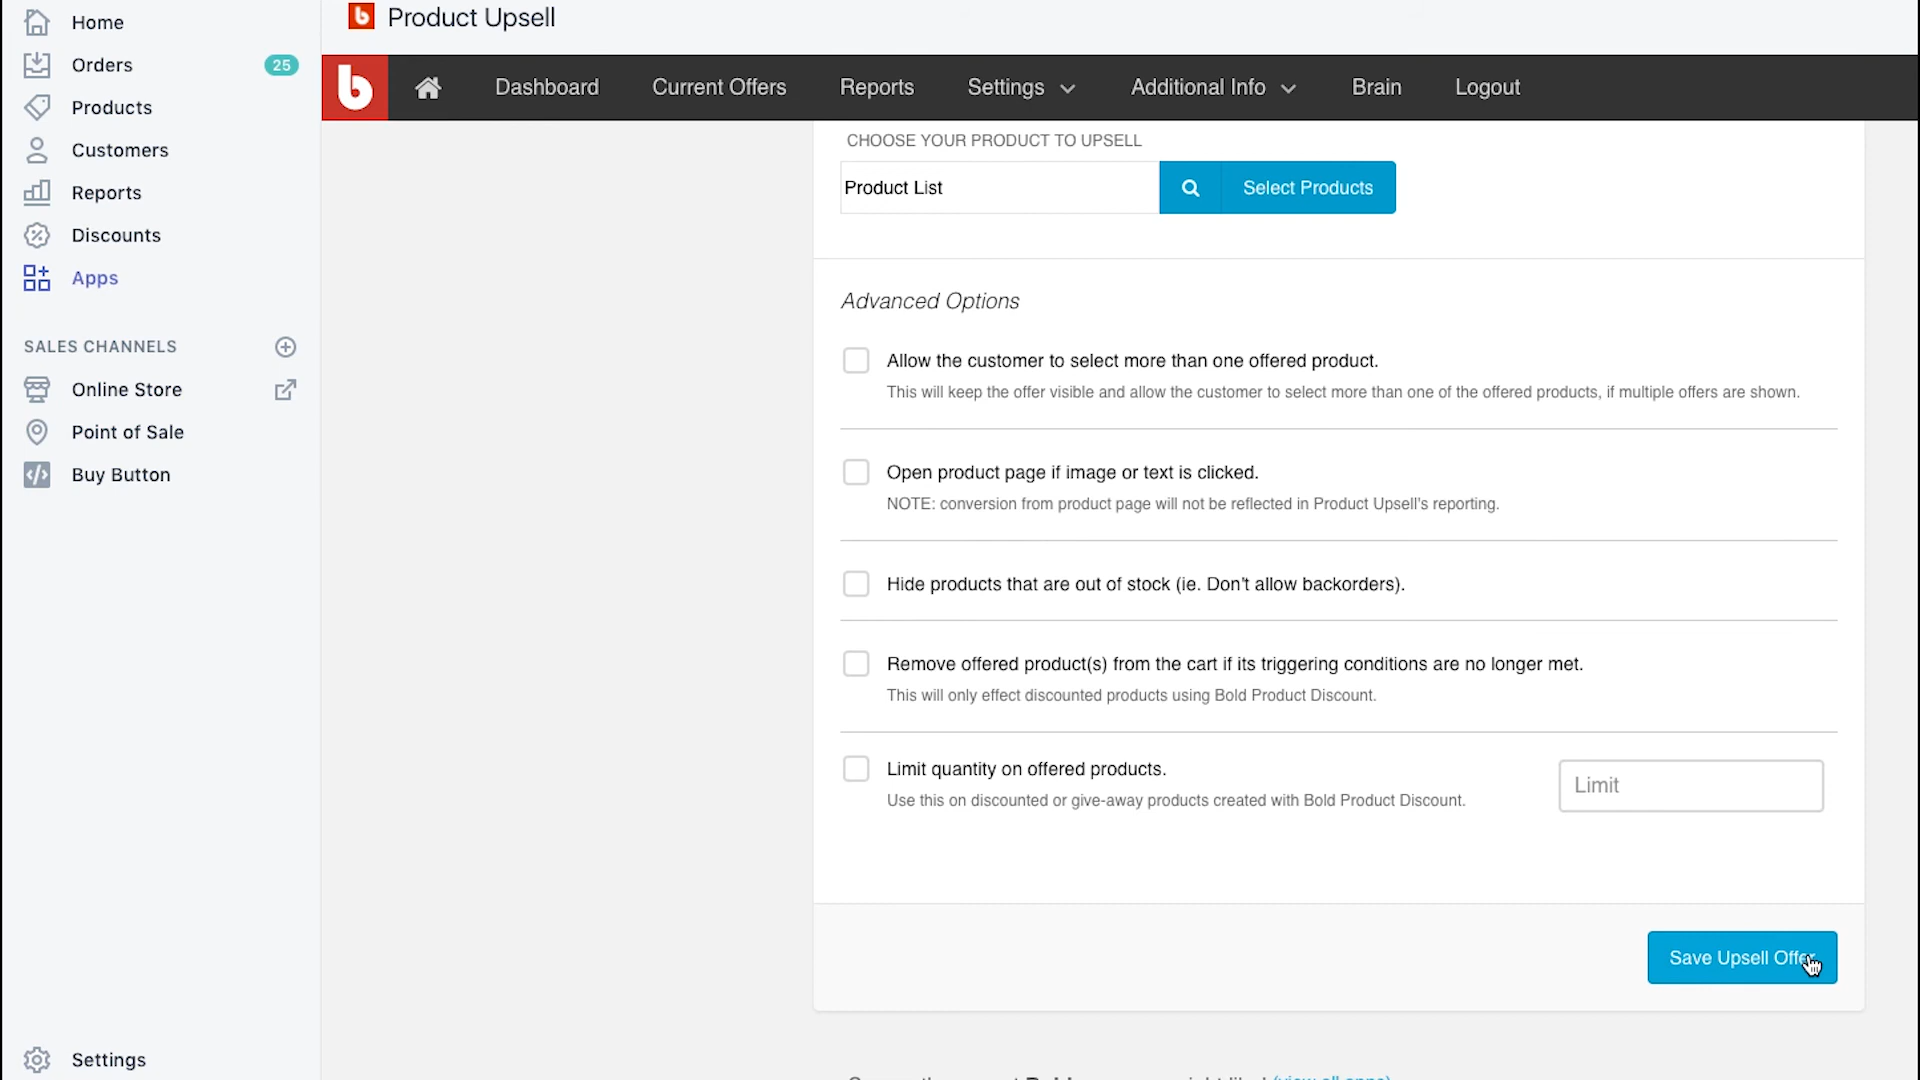 Home
Orders 25
Products
Customers
Reports
Discounts
Apps
SALES CHANNELS
Online Store
Point of Sale
Buy Button
Settings
Product Upsell
Dashboard Current Offers Reports Settings Additional Info Brain Logout
CHOOSE YOUR PRODUCT TO UPSELL
Product List Select Products
Advanced Options
Allow the customer to select more than one offered product.
This will keep the offer visible and allow the customer to select more than one of the offered products, if multiple offers are shown.
Open product page if image or text is clicked.
NOTE: conversion from product page will not be reflected in Product Upsell's reporting.
Hide products that are out of stock (ie. Don't allow backorders).
Remove offered product(s) from the cart if its triggering conditions are no longer met.
This will only effect discounted products using Bold Product Discount.
Limit quantity on offered products.
Limit
Use this on discounted or give-away products created with Bold Product Discount.
Save Upsell Offer
(view all apps)